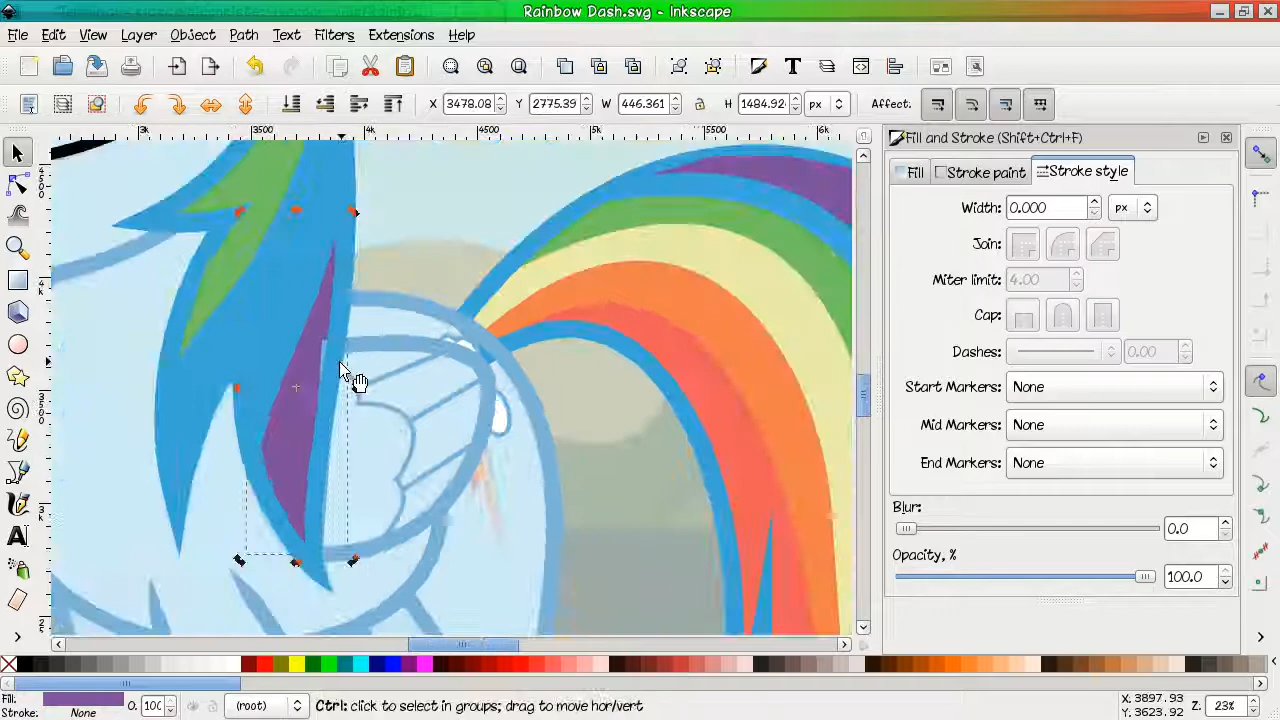 Rainbow Dash.svg - Inkscape
File Edit View Layer Object Path Text Filters Extensions Help
X 3478.08 Y 2775.39 W 446.361 H 1484.92 px Affect:
3k 3500 4k 4500 5k 5500 6k
Fill and Stroke (Shift+Ctrl+F)
Fill Stroke paint Stroke style
Width: 0.000 px
Join:
Miter limit: 4.00
Cap:
Dashes: 0.00
Start Markers: None
Mid Markers: None
End Markers: None
Blur:
0.0
Opacity, %
100.0
Fill: O: 100 (root) Ctrl: click to select in groups; drag to move hor/vert X: 3897.93 Z: 23%
Stroke: None Y: 3623.92